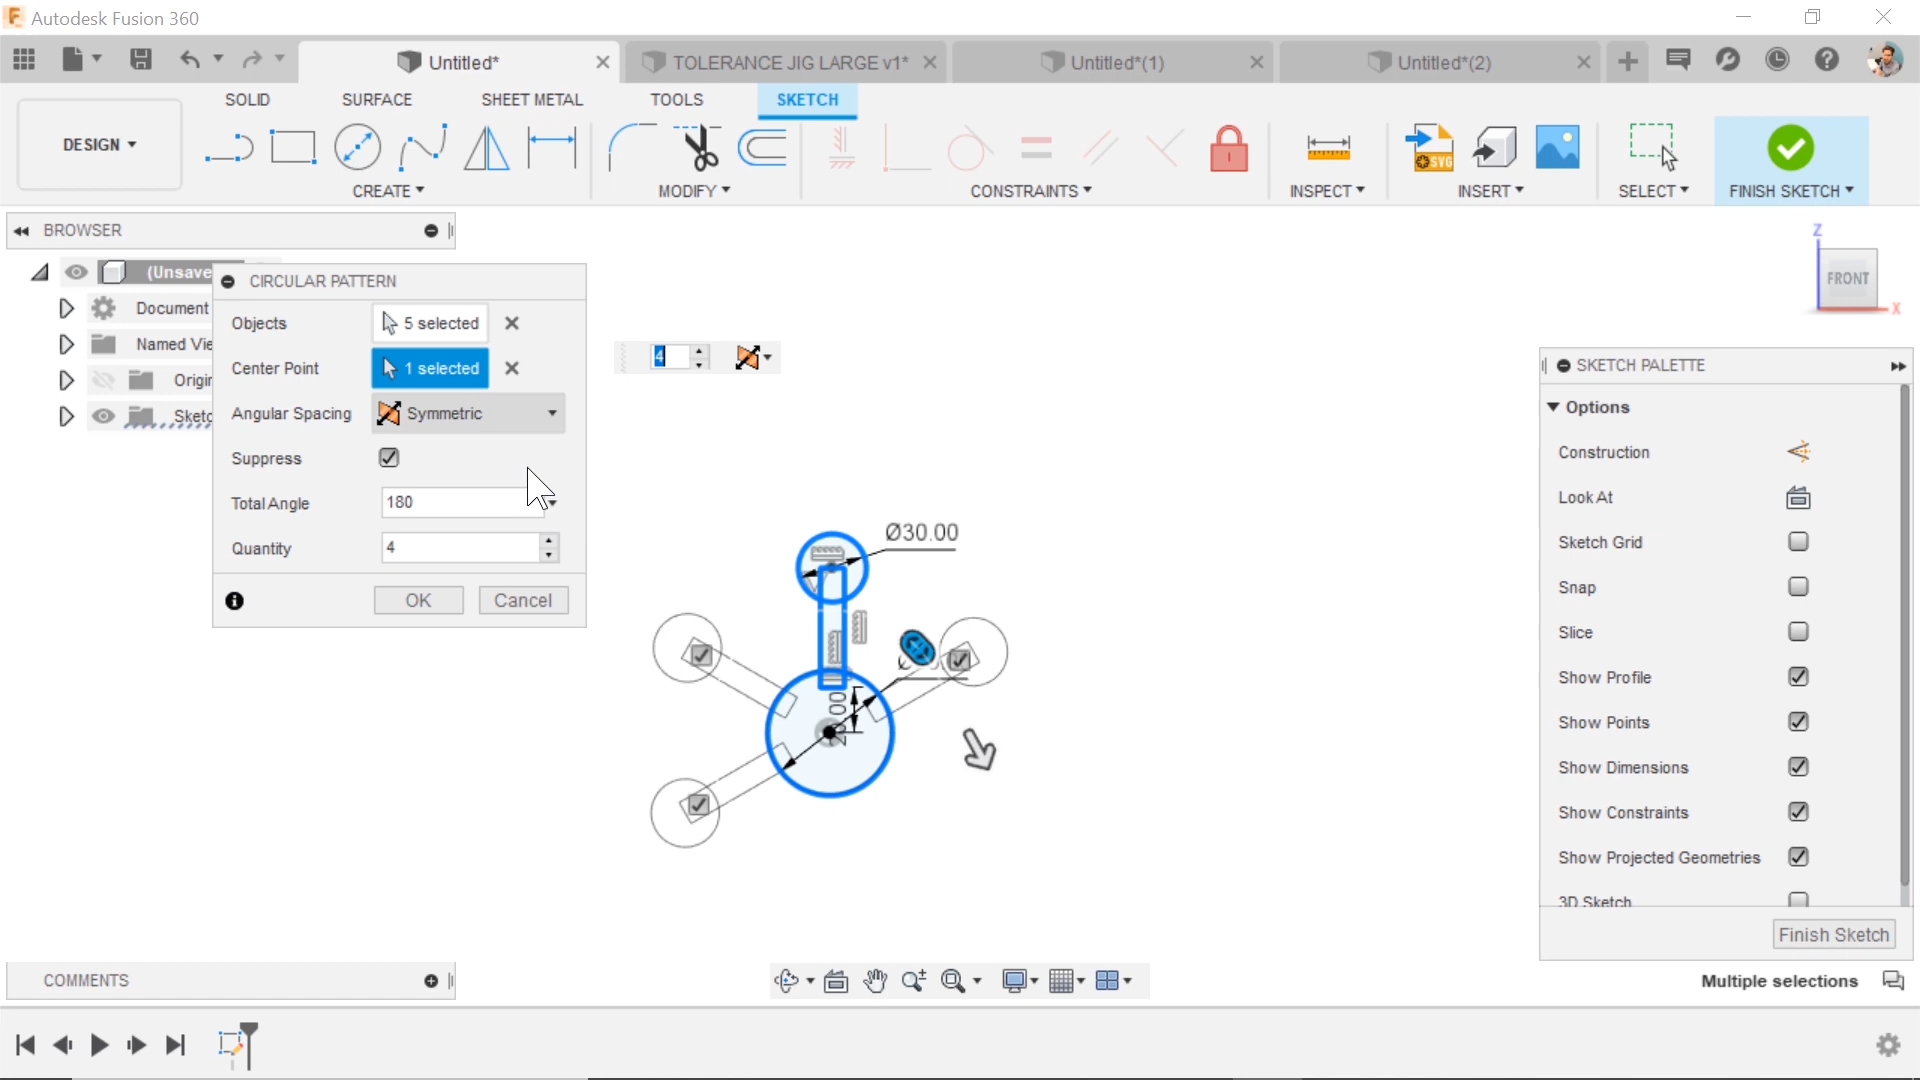 Autodesk Fusion 360
Untitled*
TOLERANCE JIG LARGE v1*
Untitled*(1)
Untitled*(2)
SOLID
SURFACE
SHEET METAL
TOOLS
SKETCH
DESIGN
SVG
CREATE
MODIFY
CONSTRAINTS
INSPECT
INSERT
SELECT
FINISH SKETCH
BROWSER
(Unsave
Document
Named Vie
Origin
Sketc
CIRCULAR PATTERN
Objects
5 selected
Center Point
1 selected
Angular Spacing
Symmetric
Suppress
Total Angle
180
Quantity
4
OK
Cancel
4
Ø30.00
Z
FRONT
X
SKETCH PALETTE
Options
Construction
Look At
Sketch Grid
Snap
Slice
Show Profile
Show Points
Show Dimensions
Show Constraints
Show Projected Geometries
3D Sketch
Finish Sketch
COMMENTS
Multiple selections